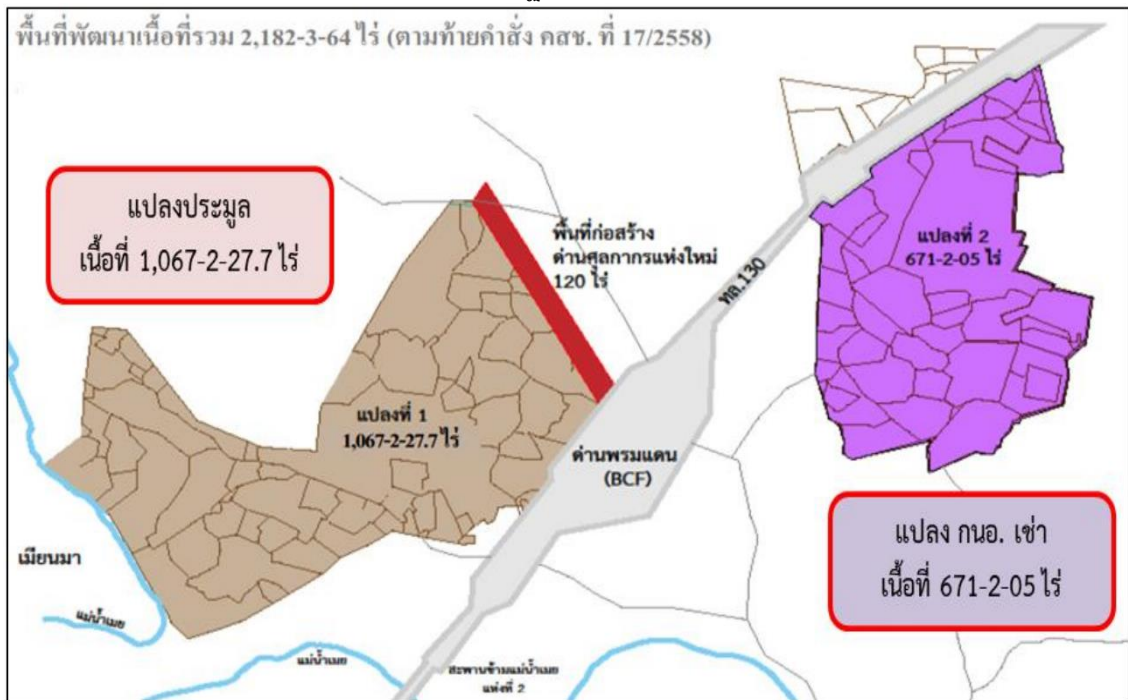 พื้นที่พัฒนาเนื้อที่รวม 2,182-3-64 ไร่ (ตามท้ายคำสั่ง คสช. ที่ 17/2558)
แปลงประมูล
เนื้อที่ 1,067-2-27.7 ไร่
พื้นที่ก่อสร้าง
ด่านศุลกากรแห่งใหม่
120 ไร่
ทล.130
แปลงที่ 2
671-2-05 ไร่
แปลงที่ 1
1,067-2-27.7 ไร่
ด่านพรมแดน
(BCF)
แปลง กนอ. เช่า
เนื้อที่ 671-2-05 ไร่
เมียนมา
แม่น้ำเมย
แม่น้ำเมย
สะพานข้ามแม่น้ำเมย
แห่งที่ 2